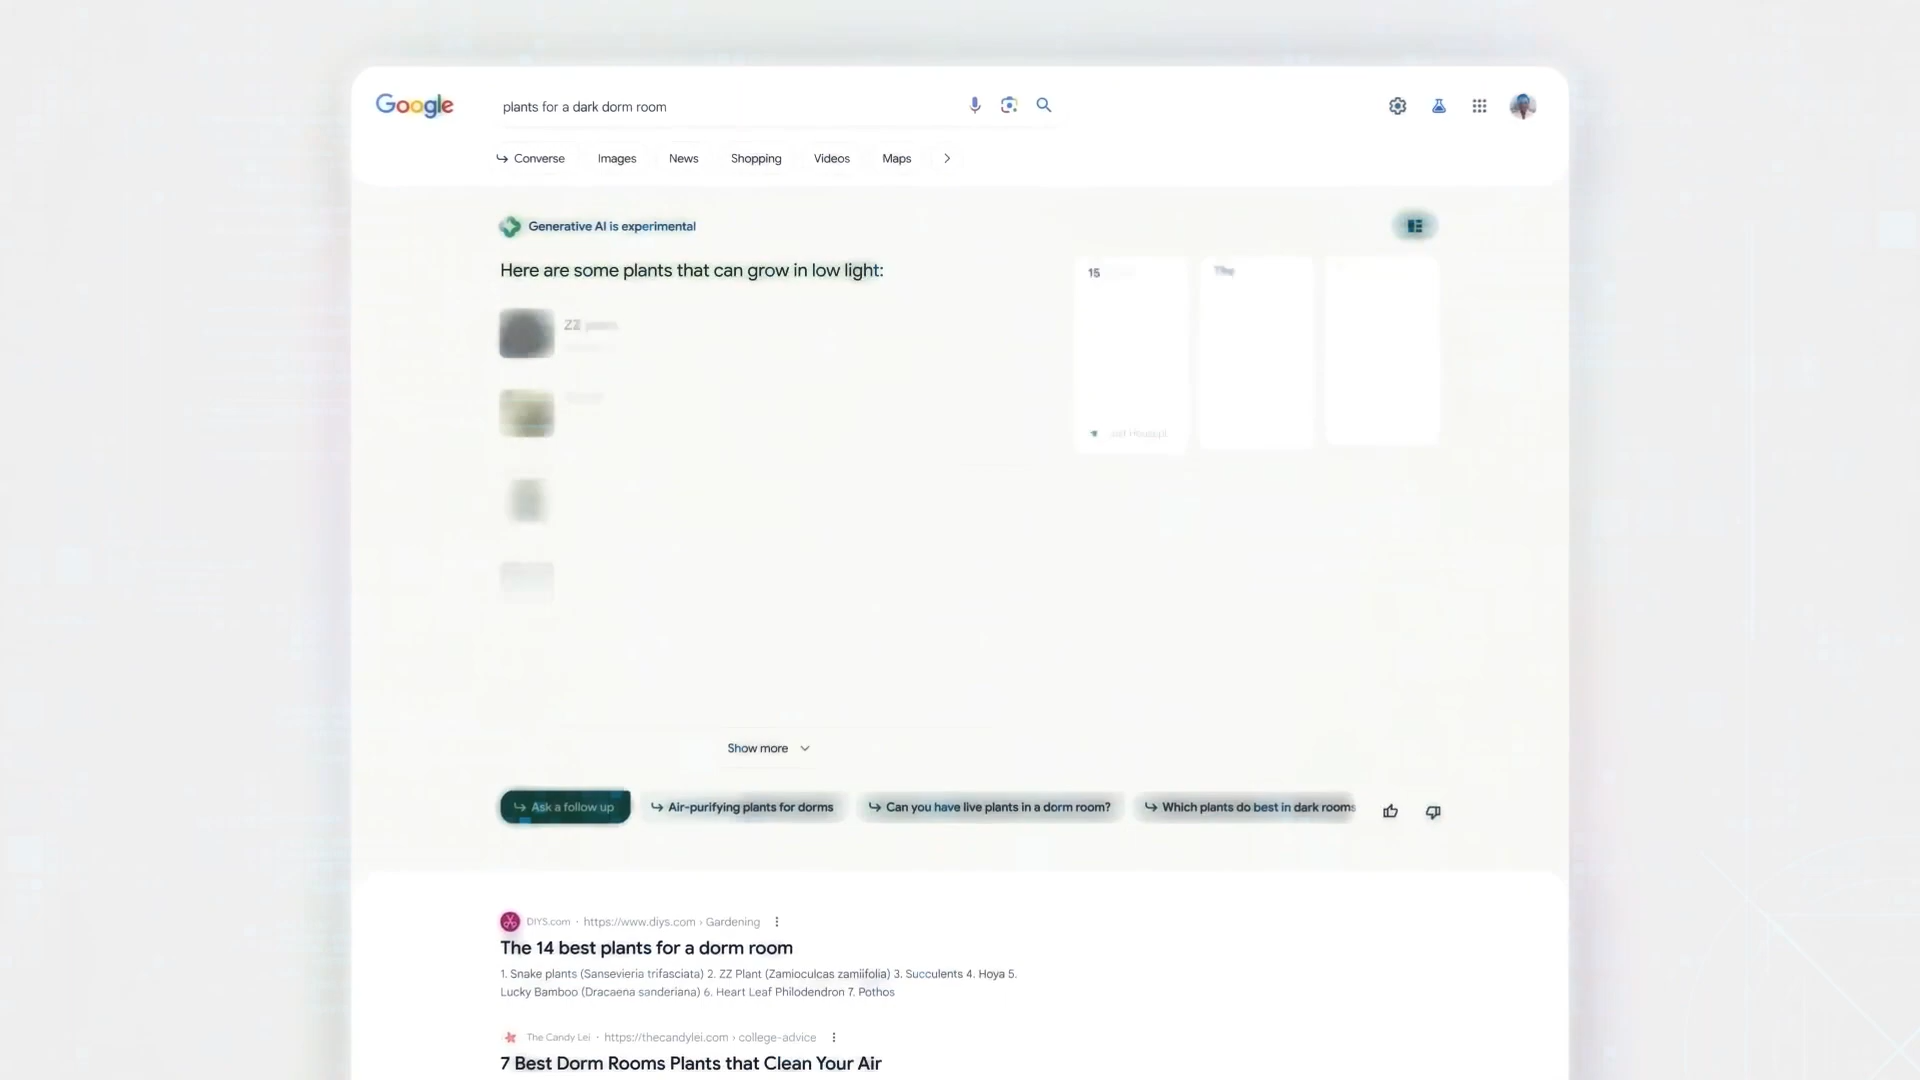 Google
plants for a dark dorm room
Converse Images News Shopping Videos Maps
Generative AI is experimental
Here are some plants that can grow in low light:
15
The
ZZ
Show more
Ask a follow up
Air-purifying plants for dorms
Can you have live plants in a dorm room?
Which plants do best in dark rooms
DIYS.com · https://www.diys.com › Gardening
The 14 best plants for a dorm room
1. Snake plants (Sansevieria trifasciata) 2. ZZ Plant (Zamioculcas zamiifolia) 3. Succulents 4. Hoya 5.
Lucky Bamboo (Dracaena sanderiana) 6. Heart Leaf Philodendron 7. Pothos
The Candy Lei · https://thecandylei.com › college-advice
7 Best Dorm Rooms Plants that Clean Your Air